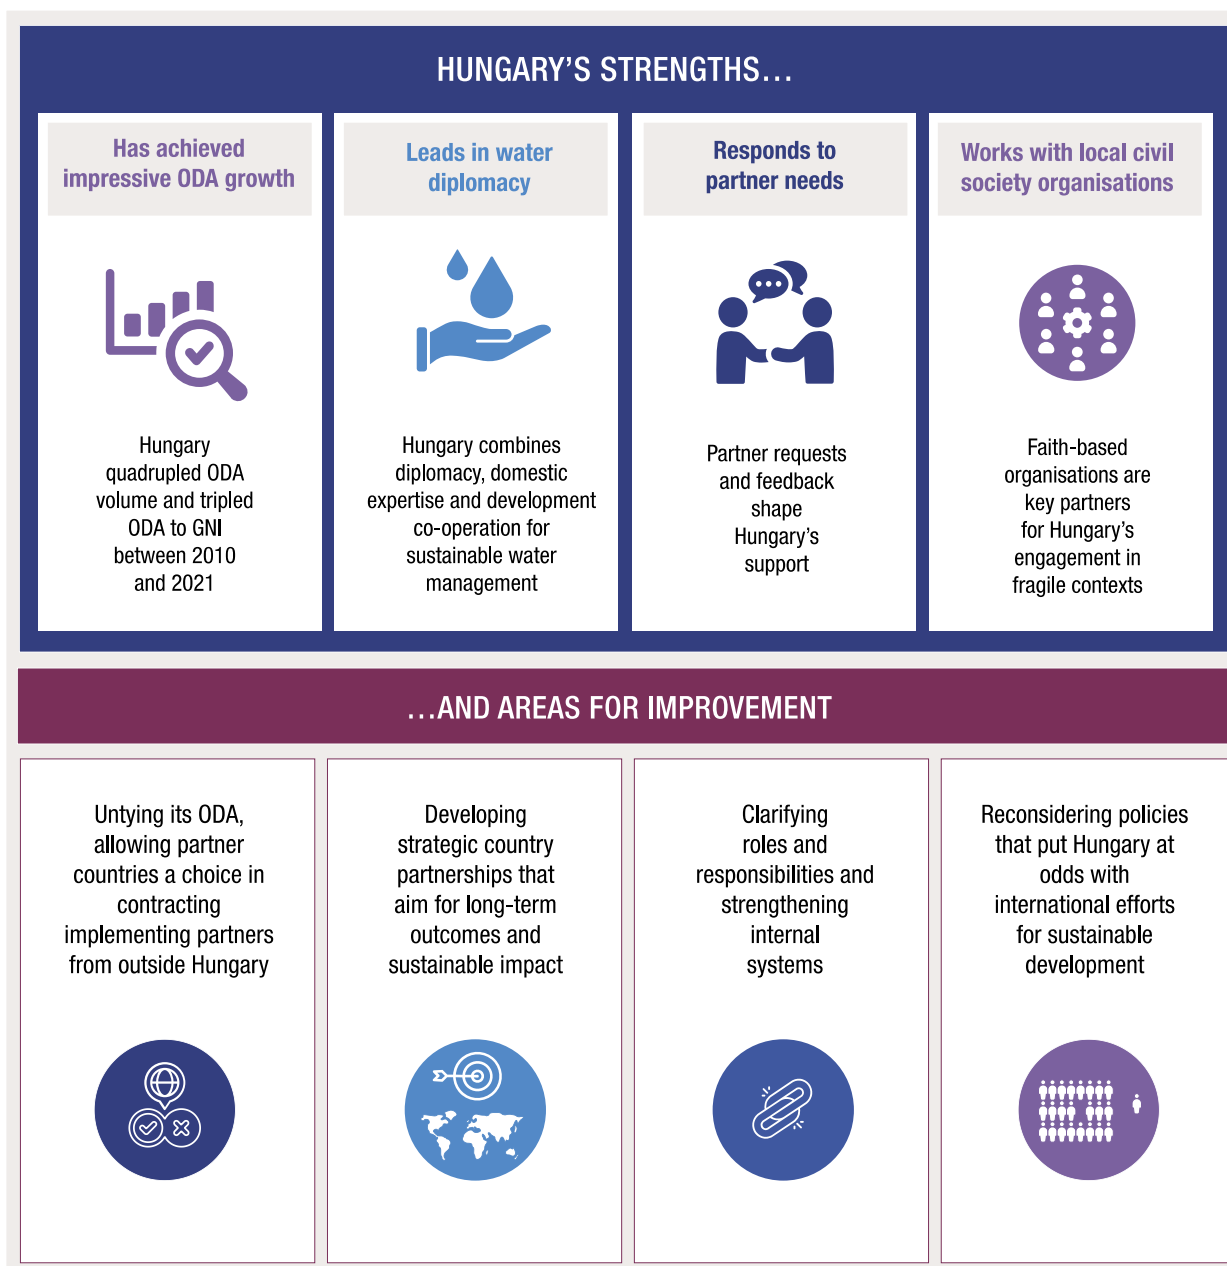 HUNGARY'S STRENGTHS...
Has achieved
impressive ODA growth
Hungary
quadrupled ODA
volume and tripled
ODA to GNI
between 2010
and 2021
Leads in water
diplomacy
Hungary combines
diplomacy, domestic
expertise and development
co-operation for
sustainable water
management
Responds to
partner needs
Partner requests
and feedback
shape
Hungary's
support
Works with local civil
society organisations
Faith-based
organisations are
key partners
for Hungary's
engagement in
fragile contexts
...AND AREAS FOR IMPROVEMENT
Untying its ODA,
allowing partner
countries a choice in
contracting
implementing partners
from outside Hungary
Developing
strategic country
partnerships that
aim for long-term
outcomes and
sustainable impact
Clarifying
roles and
responsibilities and
strengthening
internal
systems
Reconsidering policies
that put Hungary at
odds with
international efforts
for sustainable
development